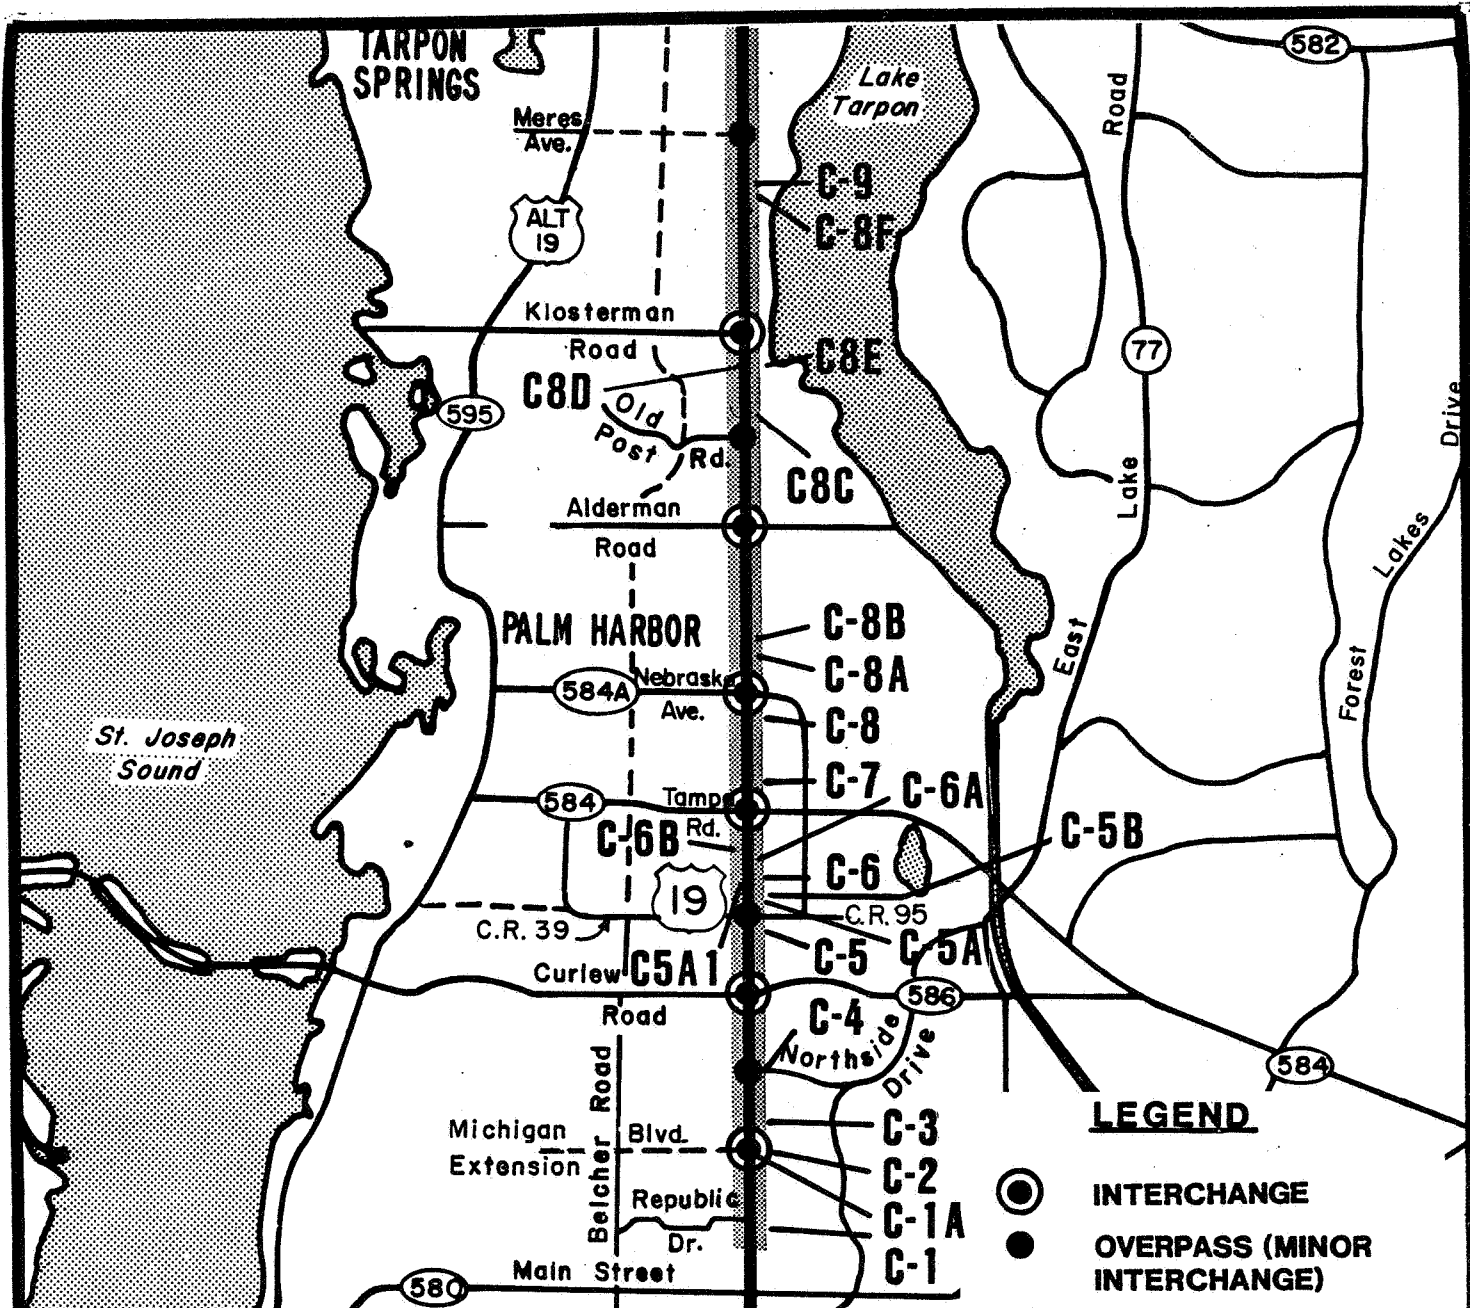 TARPON
SPRINGS
582
Lake
Tarpon
Road
Meres
Ave.
C-9
C-8F
ALT
19
Klosterman
Road
77
C8E
C8D
Old
Post
Rd.
595
Drive
C8C
Lake
Alderman
Road
Lakes
PALM HARBOR
C-8B
East
C-8A
Nebraska
584A
Ave.
Forest
C-8
St. Joseph
Sound
C-7
C-6A
584
Tampa
Rd.
C-6B
C-5B
C-6
19
C.R. 95
C.R. 39
C-5A
C-5
Curlew
C5A1
586
Road
C-4
Northside
Drive
584
Belcher Road
LEGEND
Michigan Blvd.
Extension
C-3
C-2
INTERCHANGE
Republic
Dr.
C-1A
OVERPASS (MINOR
INTERCHANGE)
C-1
Main Street
580